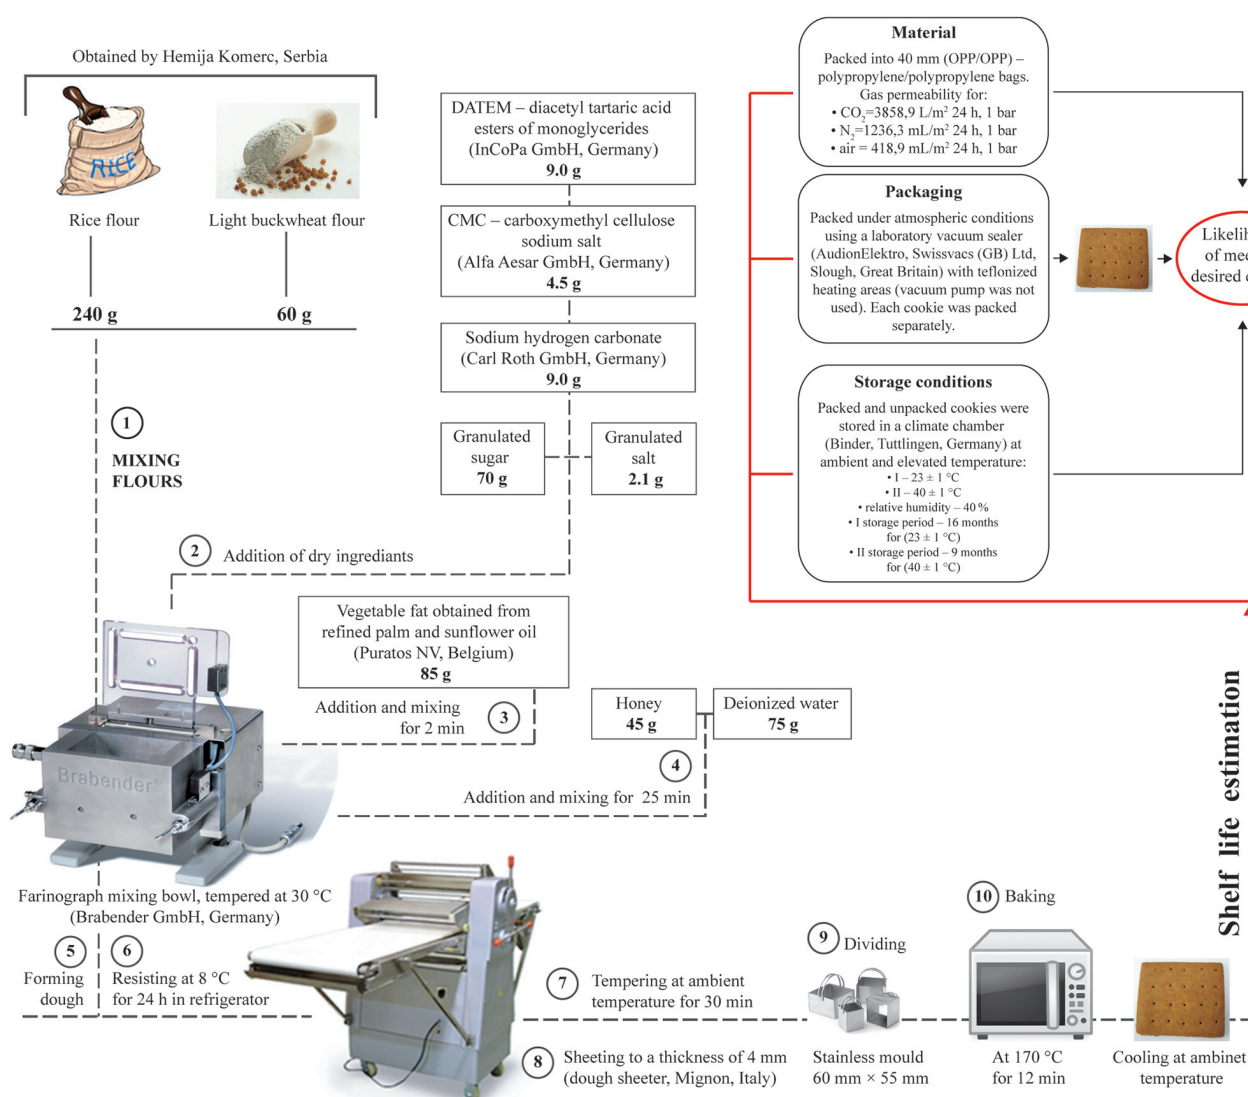 Obtained by Hemija Komerc, Serbia
RICE
Rice flour
240 g
Light buckwheat flour
60 g
DATEM – diacetyl tartaric acid
esters of monoglycerides
(InCoPa GmbH, Germany)
9.0 g
CMC – carboxymethyl cellulose
sodium salt
(Alfa Aesar GmbH, Germany)
4.5 g
Sodium hydrogen carbonate
(Carl Roth GmbH, Germany)
9.0 g
Granulated
sugar
70 g
Granulated
salt
2.1 g
1
MIXING
FLOURS
2 Addition of dry ingrediants
Vegetable fat obtained from
refined palm and sunflower oil
(Puratos NV, Belgium)
85 g
Addition and mixing
for 2 min
3
Honey
45 g
Deionized water
75 g
4
Addition and mixing for 25 min
Brabender
Farinograph mixing bowl, tempered at 30 °C
(Brabender GmbH, Germany)
5
Forming
dough
6
Resisting at 8 °C
for 24 h in refrigerator
7 Tempering at ambient
temperature for 30 min
8 Sheeting to a thickness of 4 mm
(dough sheeter, Mignon, Italy)
9 Dividing
Stainless mould
60 mm × 55 mm
10 Baking
At 170 °C
for 12 min
Cooling at ambinet
temperature
Shelf life estimation
Material
Packed into 40 mm (OPP/OPP) –
polypropylene/polypropylene bags.
Gas permeability for:
• CO₂=3858,9 L/m² 24 h, 1 bar
• N₂=1236,3 mL/m² 24 h, 1 bar
• air = 418,9 mL/m² 24 h, 1 bar
Packaging
Packed under atmospheric conditions
using a laboratory vacuum sealer
(AudionElektro, Swissvacs (GB) Ltd,
Slough, Great Britain) with teflonized
heating areas (vacuum pump was not
used). Each cookie was packed
separately.
Storage conditions
Packed and unpacked cookies were
stored in a climate chamber
(Binder, Tuttlingen, Germany) at
ambient and elevated temperature:
• I – 23 ± 1 °C
• II – 40 ± 1 °C
• relative humidity – 40 %
• I storage period – 16 months
for (23 ± 1 °C)
• II storage period – 9 months
for (40 ± 1 °C)
Likelih
of mee
desired c